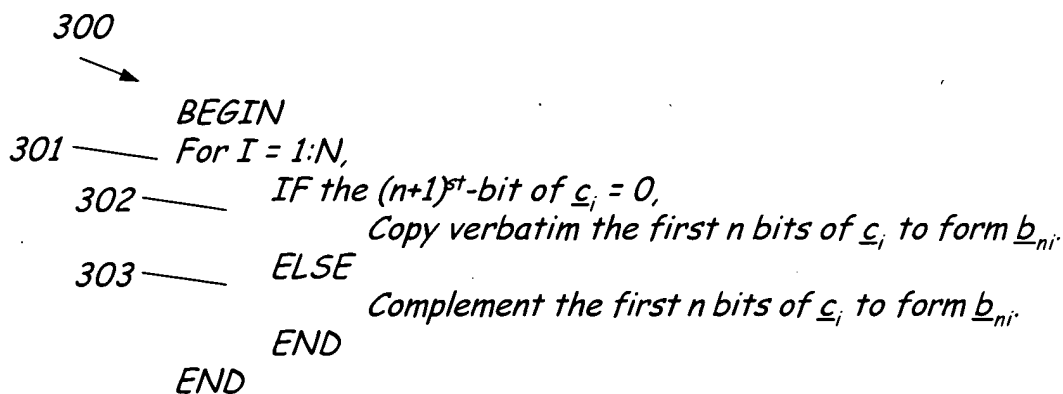 300
BEGIN
301 For I = 1:N,
302 IF the (n+1)st-bit of c_i = 0,
Copy verbatim the first n bits of c_i to form b_ni.
303 ELSE
Complement the first n bits of c_i to form b_ni.
END
END